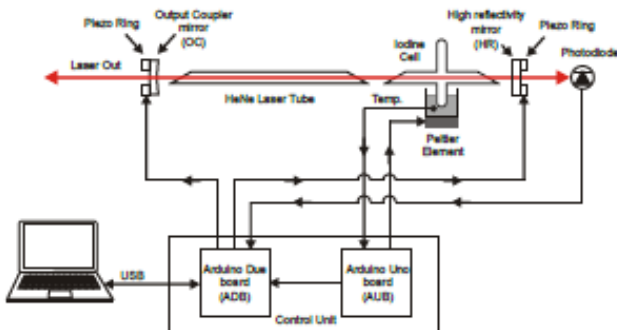 Piezo Ring
Output Coupler
mirror
(OC)
High reflectivity
mirror
(HR)
Piezo Ring
Iodine
Cell
Photodiode
Laser Out
HeNe Laser Tube
Temp.
Peltier
Element
USB
Arduino Due
board
(ADB)
Arduino Uno
board
(AUB)
Control Unit